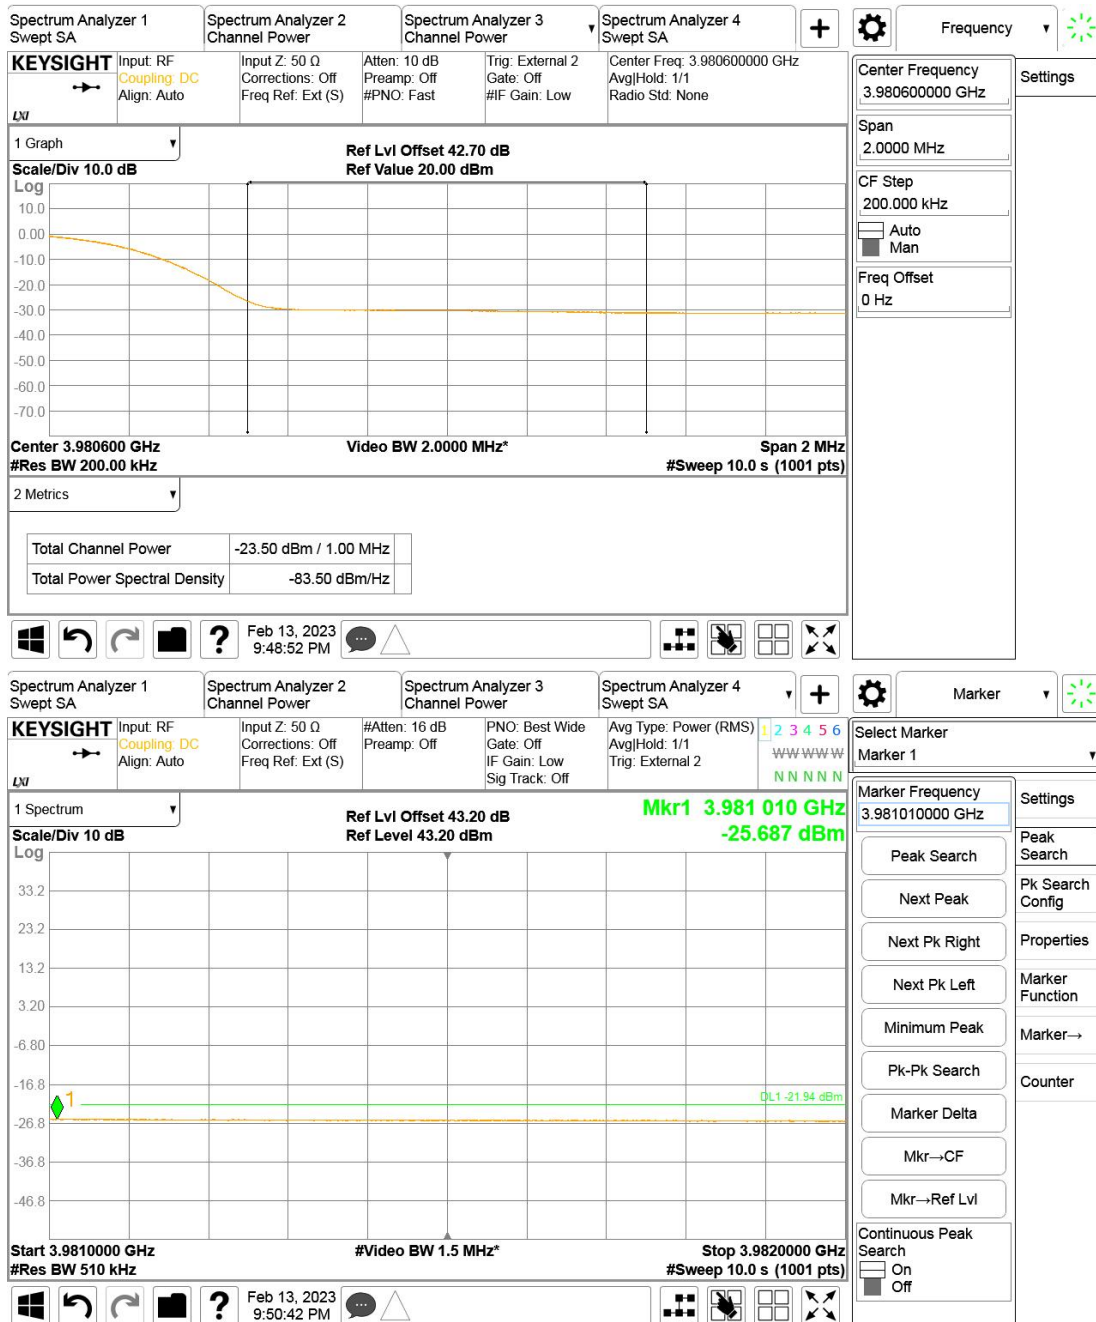 Spectrum Analyzer 1
Swept SA
Spectrum Analyzer 2
Channel Power
Spectrum Analyzer 3
Channel Power
Spectrum Analyzer 4
Swept SA
Frequency
KEYSIGHT
LXI
Input: RF
Coupling: DC
Align: Auto
Input Z: 50 Ω
Corrections: Off
Freq Ref: Ext (S)
Atten: 10 dB
Preamp: Off
#PNO: Fast
Trig: External 2
Gate: Off
#IF Gain: Low
Center Freq: 3.980600000 GHz
Avg|Hold: 1/1
Radio Std: None
Center Frequency
3.980600000 GHz
Settings
Span
2.0000 MHz
CF Step
200.000 kHz
Auto
Man
Freq Offset
0 Hz
1 Graph
Scale/Div 10.0 dB
Ref Lvl Offset 42.70 dB
Ref Value 20.00 dBm
Log
10.0
0.00
-10.0
-20.0
-30.0
-40.0
-50.0
-60.0
-70.0
Center 3.980600 GHz
#Res BW 200.00 kHz
Video BW 2.0000 MHz*
Span 2 MHz
#Sweep 10.0 s (1001 pts)
2 Metrics
Total Channel Power -23.50 dBm / 1.00 MHz
Total Power Spectral Density -83.50 dBm/Hz
?
Feb 13, 2023
9:48:52 PM
Spectrum Analyzer 1
Swept SA
Spectrum Analyzer 2
Channel Power
Spectrum Analyzer 3
Channel Power
Spectrum Analyzer 4
Swept SA
Marker
KEYSIGHT
LXI
Input: RF
Coupling: DC
Align: Auto
Input Z: 50 Ω
Corrections: Off
Freq Ref: Ext (S)
#Atten: 16 dB
Preamp: Off
PNO: Best Wide
Gate: Off
IF Gain: Low
Sig Track: Off
Avg Type: Power (RMS)
Avg|Hold: 1/1
Trig: External 2
1 2 3 4 5 6
W W W W W
N N N N N
Select Marker
Marker 1
Marker Frequency
3.981010000 GHz
Peak Search
Next Peak
Next Pk Right
Next Pk Left
Minimum Peak
Pk-Pk Search
Marker Delta
Mkr→CF
Mkr→Ref Lvl
Continuous Peak
Search
On
Off
Settings
Peak
Search
Pk Search
Config
Properties
Marker
Function
Marker→
Counter
1 Spectrum
Scale/Div 10 dB
Ref Lvl Offset 43.20 dB
Ref Level 43.20 dBm
Mkr1 3.981 010 GHz
-25.687 dBm
Log
33.2
23.2
13.2
3.20
-6.80
-16.8
-26.8
-36.8
-46.8
1
DL1 -21.94 dBm
Start 3.9810000 GHz
#Res BW 510 kHz
#Video BW 1.5 MHz*
Stop 3.9820000 GHz
#Sweep 10.0 s (1001 pts)
?
Feb 13, 2023
9:50:42 PM